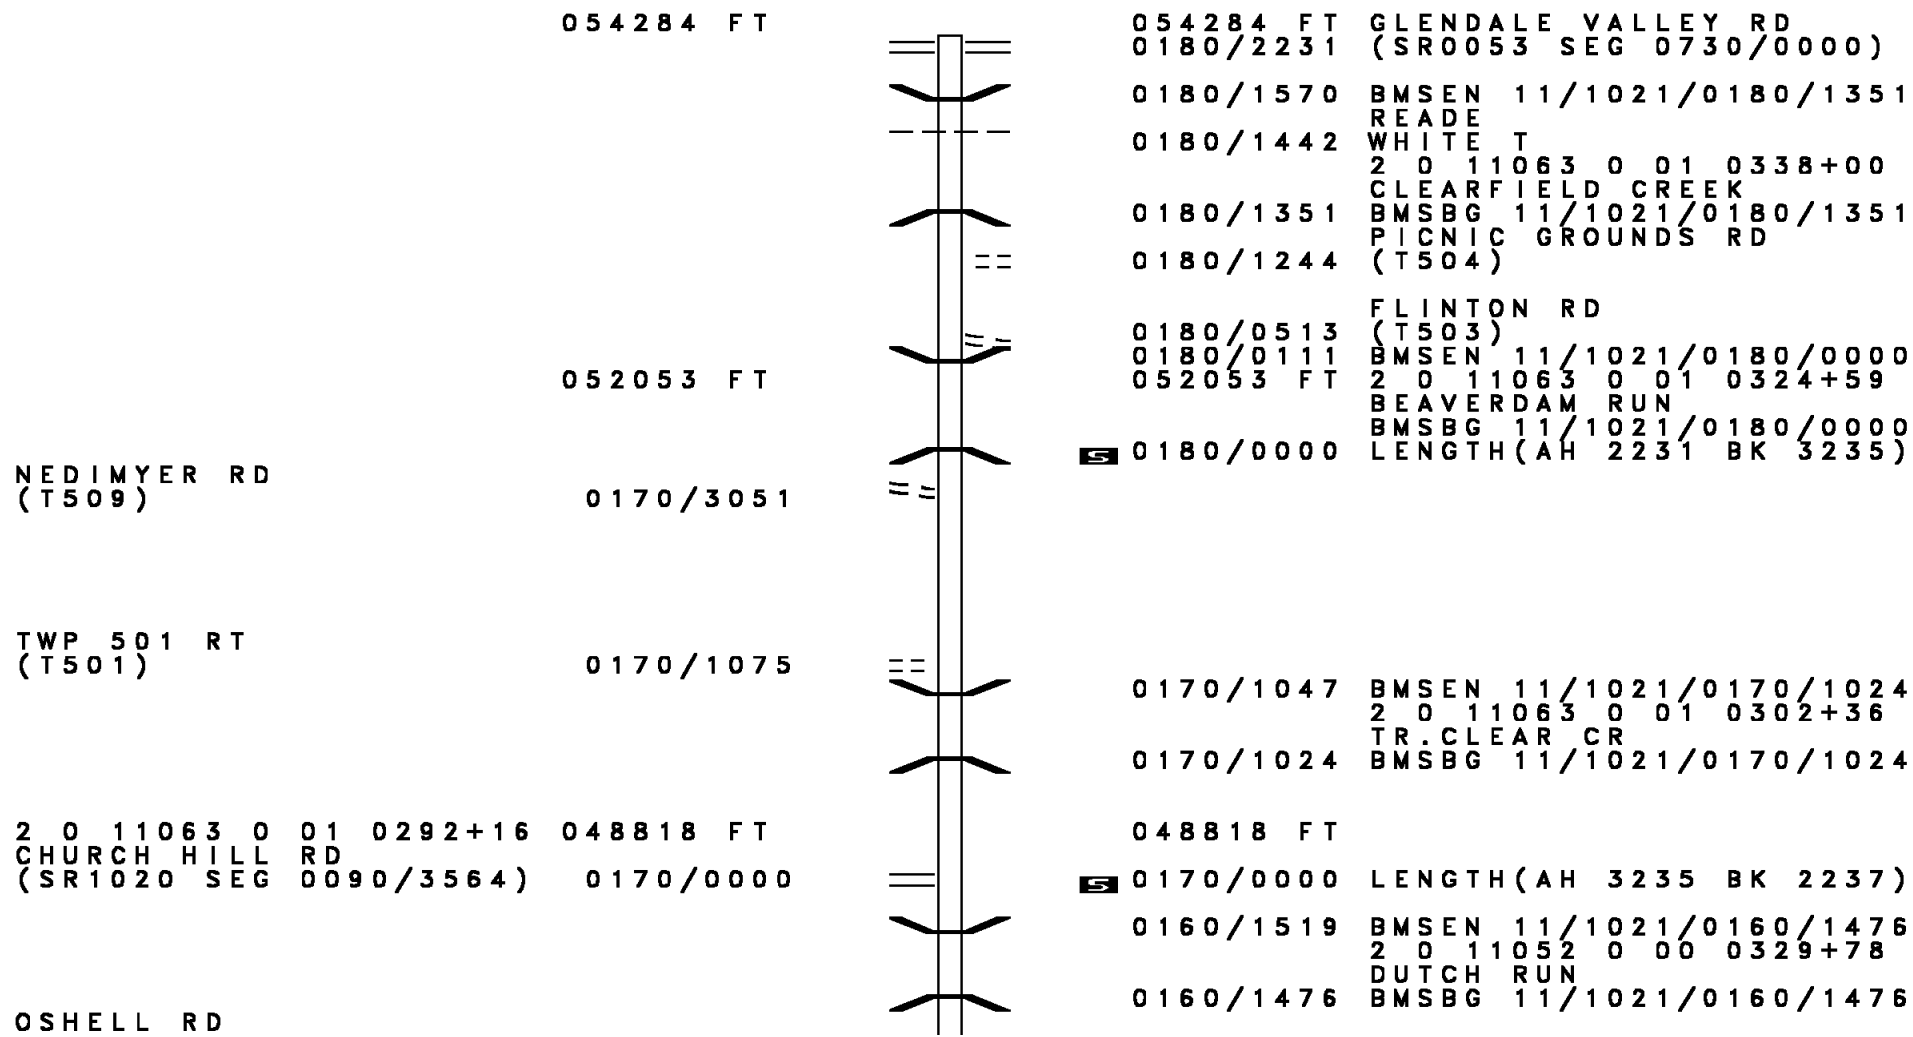 054284 FT 054284 FT GLENDALE VALLEY RD
0180/2231 (SR0053 SEG 0730/0000)
0180/1570 BMSEN 11/1021/0180/1351
READE
0180/1442 WHITE T
2 0 11063 0 01 0338+00
CLEARFIELD CREEK
0180/1351 BMSBG 11/1021/0180/1351
PICNIC GROUNDS RD
0180/1244 (T504)
FLINTON RD
0180/0513 (T503)
0180/0111 BMSEN 11/1021/0180/0000
052053 FT 052053 FT 2 0 11063 0 01 0324+59
BEAVERDAM RUN
BMSBG 11/1021/0180/0000
S 0180/0000 LENGTH(AH 2231 BK 3235)
NEDIMYER RD
(T509) 0170/3051
TWP 501 RT
(T501) 0170/1075
0170/1047 BMSEN 11/1021/0170/1024
2 0 11063 0 01 0302+36
TR.CLEAR CR
0170/1024 BMSBG 11/1021/0170/1024
2 0 11063 0 01 0292+16 048818 FT 048818 FT
CHURCH HILL RD
(SR1020 SEG 0090/3564) 0170/0000 S 0170/0000 LENGTH(AH 3235 BK 2237)
0160/1519 BMSEN 11/1021/0160/1476
2 0 11052 0 00 0329+78
DUTCH RUN
0160/1476 BMSBG 11/1021/0160/1476
OSHELL RD